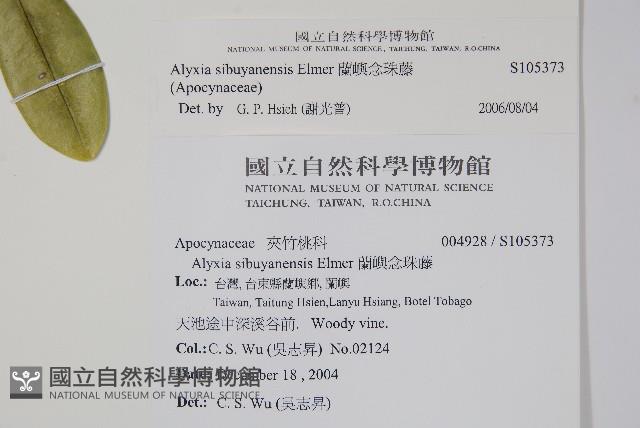 國立自然科學博物館
NATIONAL MUSEUM OF NATURAL SCIENCE, TAICHUNG, TAIWAN, R.O.CHINA
Alyxia sibuyanensis Elmer 蘭嶼念珠藤 S105373
(Apocynaceae)
Det. by G. P. Hsieh (謝光普) 2006/08/04
國立自然科學博物館
NATIONAL MUSEUM OF NATURAL SCIENCE
TAICHUNG, TAIWAN, R.O.CHINA
Apocynaceae 夾竹桃科 004928 / S105373
Alyxia sibuyanensis Elmer 蘭嶼念珠藤
Loc.: 台灣, 台東縣蘭嶼鄉, 蘭嶼
Taiwan, Taitung Hsien,Lanyu Hsiang, Botel Tobago
天池途中深溪谷前. Woody vine.
Col.:C. S. Wu (吳志昇) No.02124
18 , 2004
Det.: C. S. Wu (吳志昇)
國立自然科學博物館
NATIONAL MUSEUM OF NATURAL SCIENCE